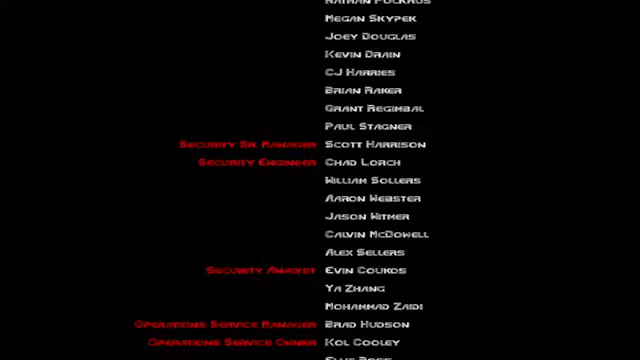 Megan Skypek
Joey Douglas
Kevin Drain
CJ Harries
Brian Raker
Grant Regimbal
Paul Stagner
Security Sr. Manager Scott Harrison
Security Engineer Chad Lorch
William Sollers
Aaron Webster
Jason Witmer
Calvin McDowell
Alex Sellers
Security Analyst Evin Coukos
Ya Zhang
Mohammad Zaidi
Operations Service Manager Brad Hudson
Operations Service Owner Kol Cooley